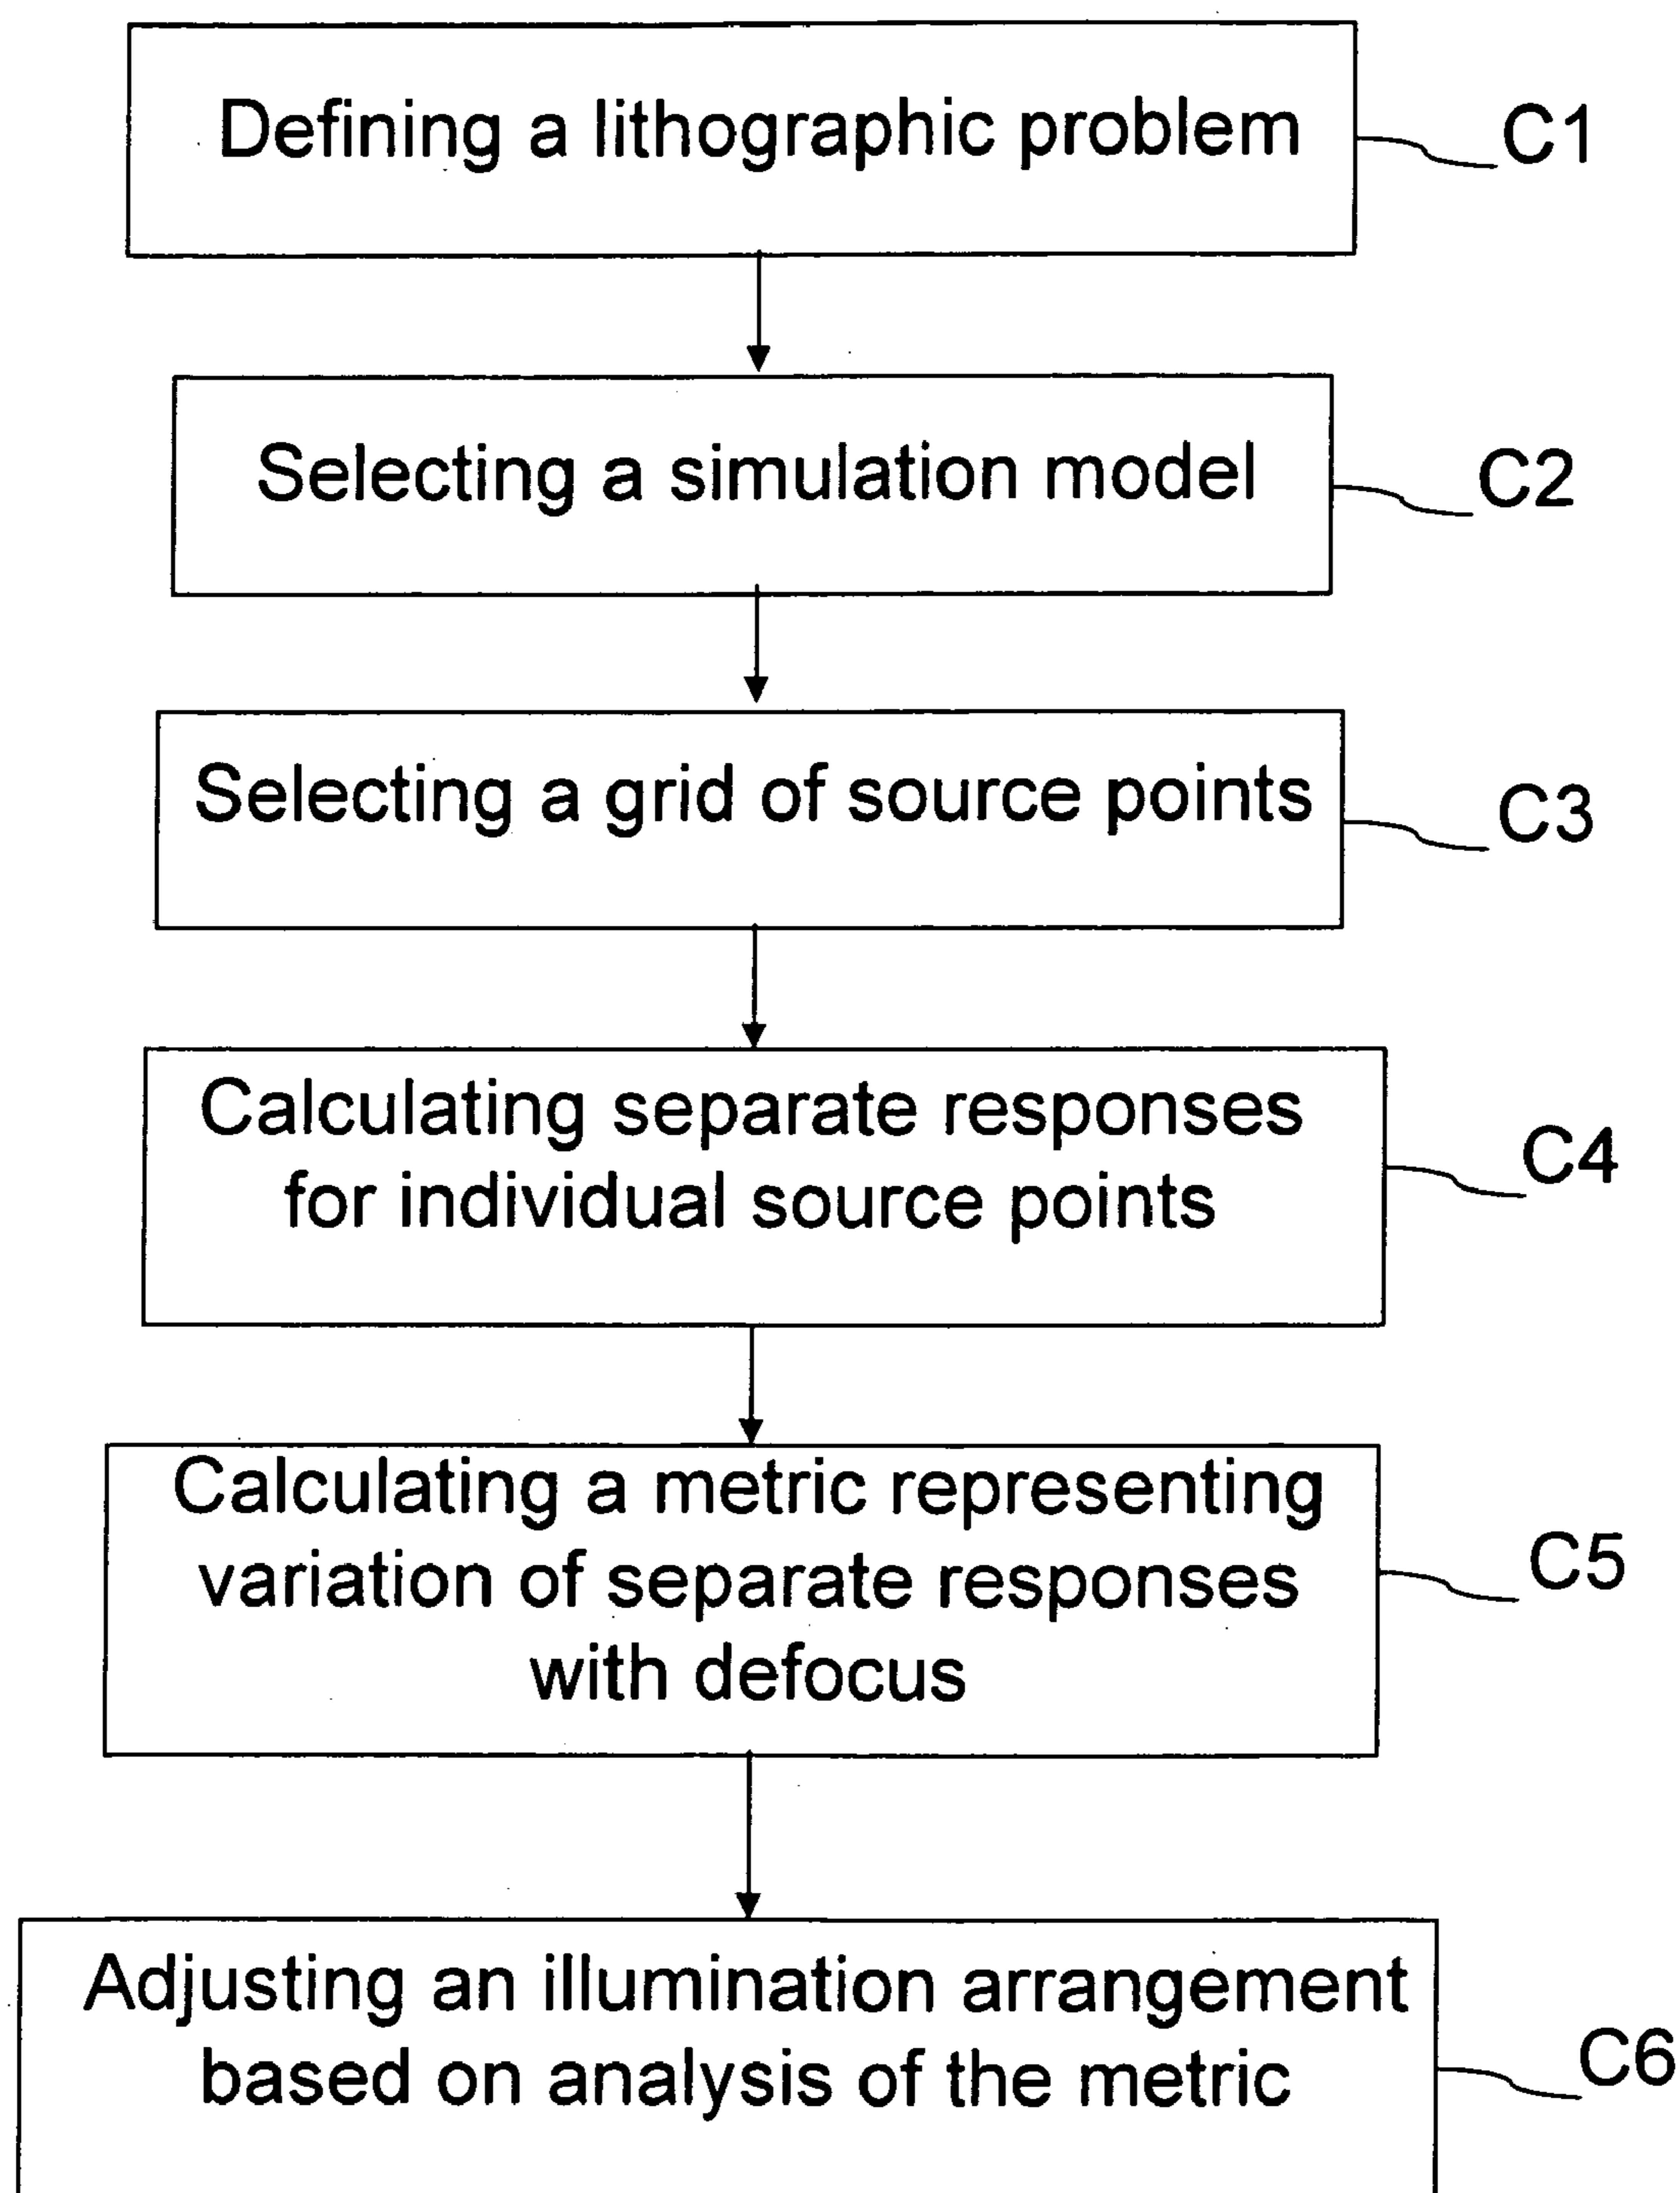 Defining a lithographic problem
C1
Selecting a simulation model
C2
Selecting a grid of source points
C3
Calculating separate responses
for individual source points
C4
Calculating a metric representing
variation of separate responses
with defocus
C5
Adjusting an illumination arrangement
based on analysis of the metric
C6